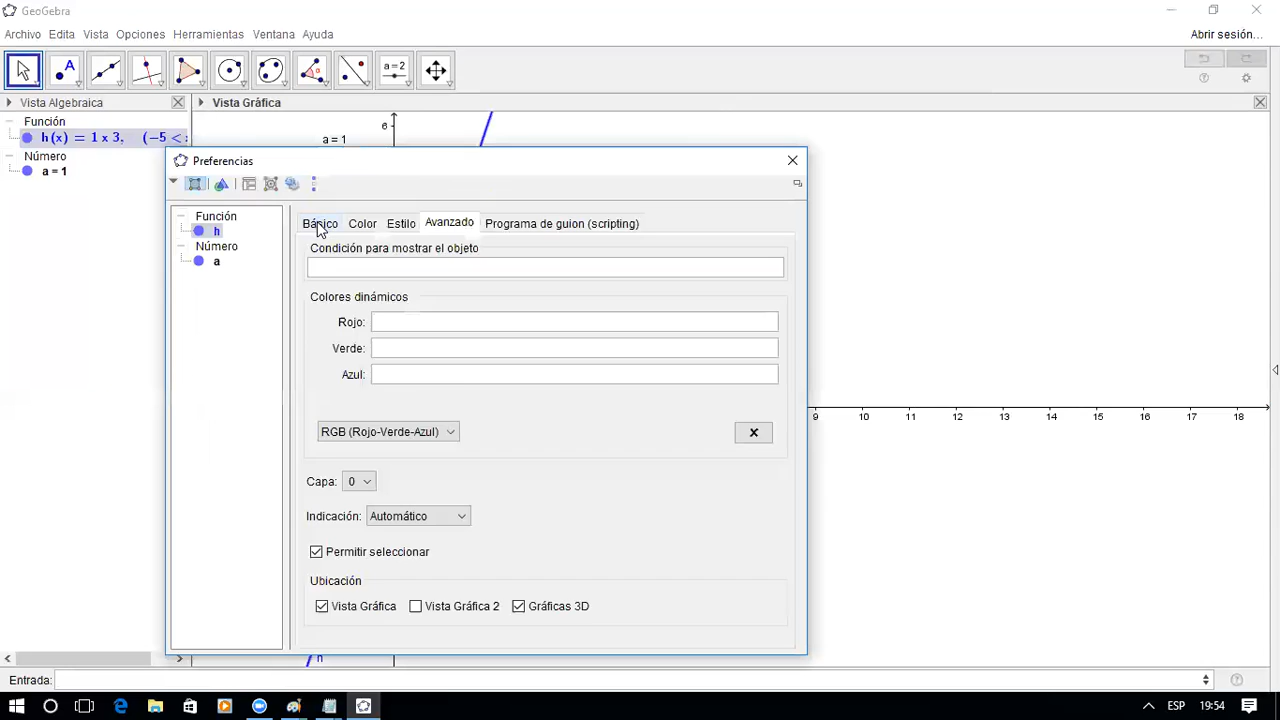 GeoGebra
Archivo Edita Vista Opciones Herramientas Ventana Ayuda
Abrir sesión...
A
a = 2
Vista Algebraica
Vista Gráfica
Función
h(x) = 1 x 3, (−5 <
Número
a = 1
6
a = 1
9 10 11 12 13 14 15 16 17 18
h
Preferencias
Función
h
Número
a
Básico Color Estilo Avanzado Programa de guion (scripting)
Condición para mostrar el objeto
Colores dinámicos
Rojo:
Verde:
Azul:
RGB (Rojo-Verde-Azul)
x
Capa: 0
Indicación: Automático
Permitir seleccionar
Ubicación
Vista Gráfica Vista Gráfica 2 Gráficas 3D
Entrada:
ESP 19:54